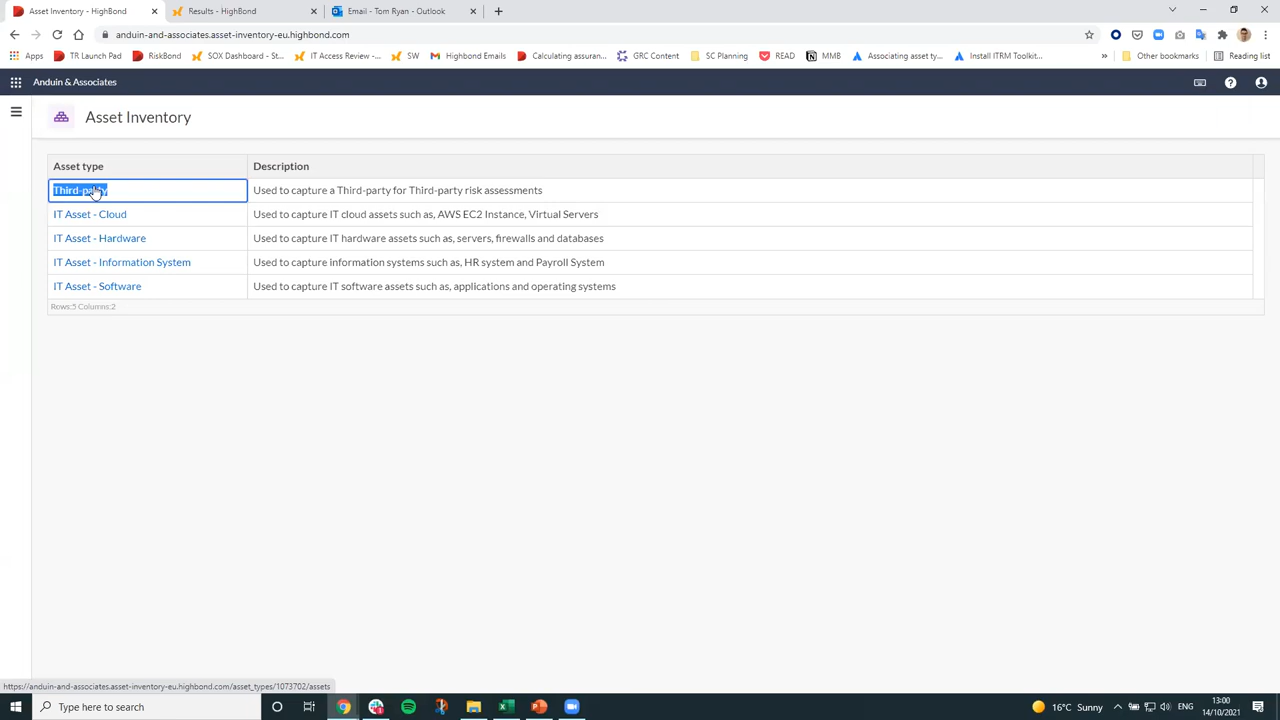 Asset Inventory - HighBond
Results - HighBond
Email - Tom Ryan - Outlook
anduin-and-associates.asset-inventory-eu.highbond.com
Apps
TR Launch Pad
RiskBond
SOX Dashboard - St...
IT Access Review -...
SW
Highbond Emails
Calculating assuran...
GRC Content
SC Planning
READ
MMB
Associating asset ty...
Install ITRM Toolkit...
Other bookmarks
Reading list
Anduin & Associates
Asset Inventory
Asset type Description
Third-party Used to capture a Third-party for Third-party risk assessments
IT Asset - Cloud Used to capture IT cloud assets such as, AWS EC2 Instance, Virtual Servers
IT Asset - Hardware Used to capture IT hardware assets such as, servers, firewalls and databases
IT Asset - Information System Used to capture information systems such as, HR system and Payroll System
IT Asset - Software Used to capture IT software assets such as, applications and operating systems
Rows:5 Columns:2
https://anduin-and-associates.asset-inventory-eu.highbond.com/asset_types/1073702/assets
Type here to search
16°C Sunny
ENG
13:00
14/10/2021